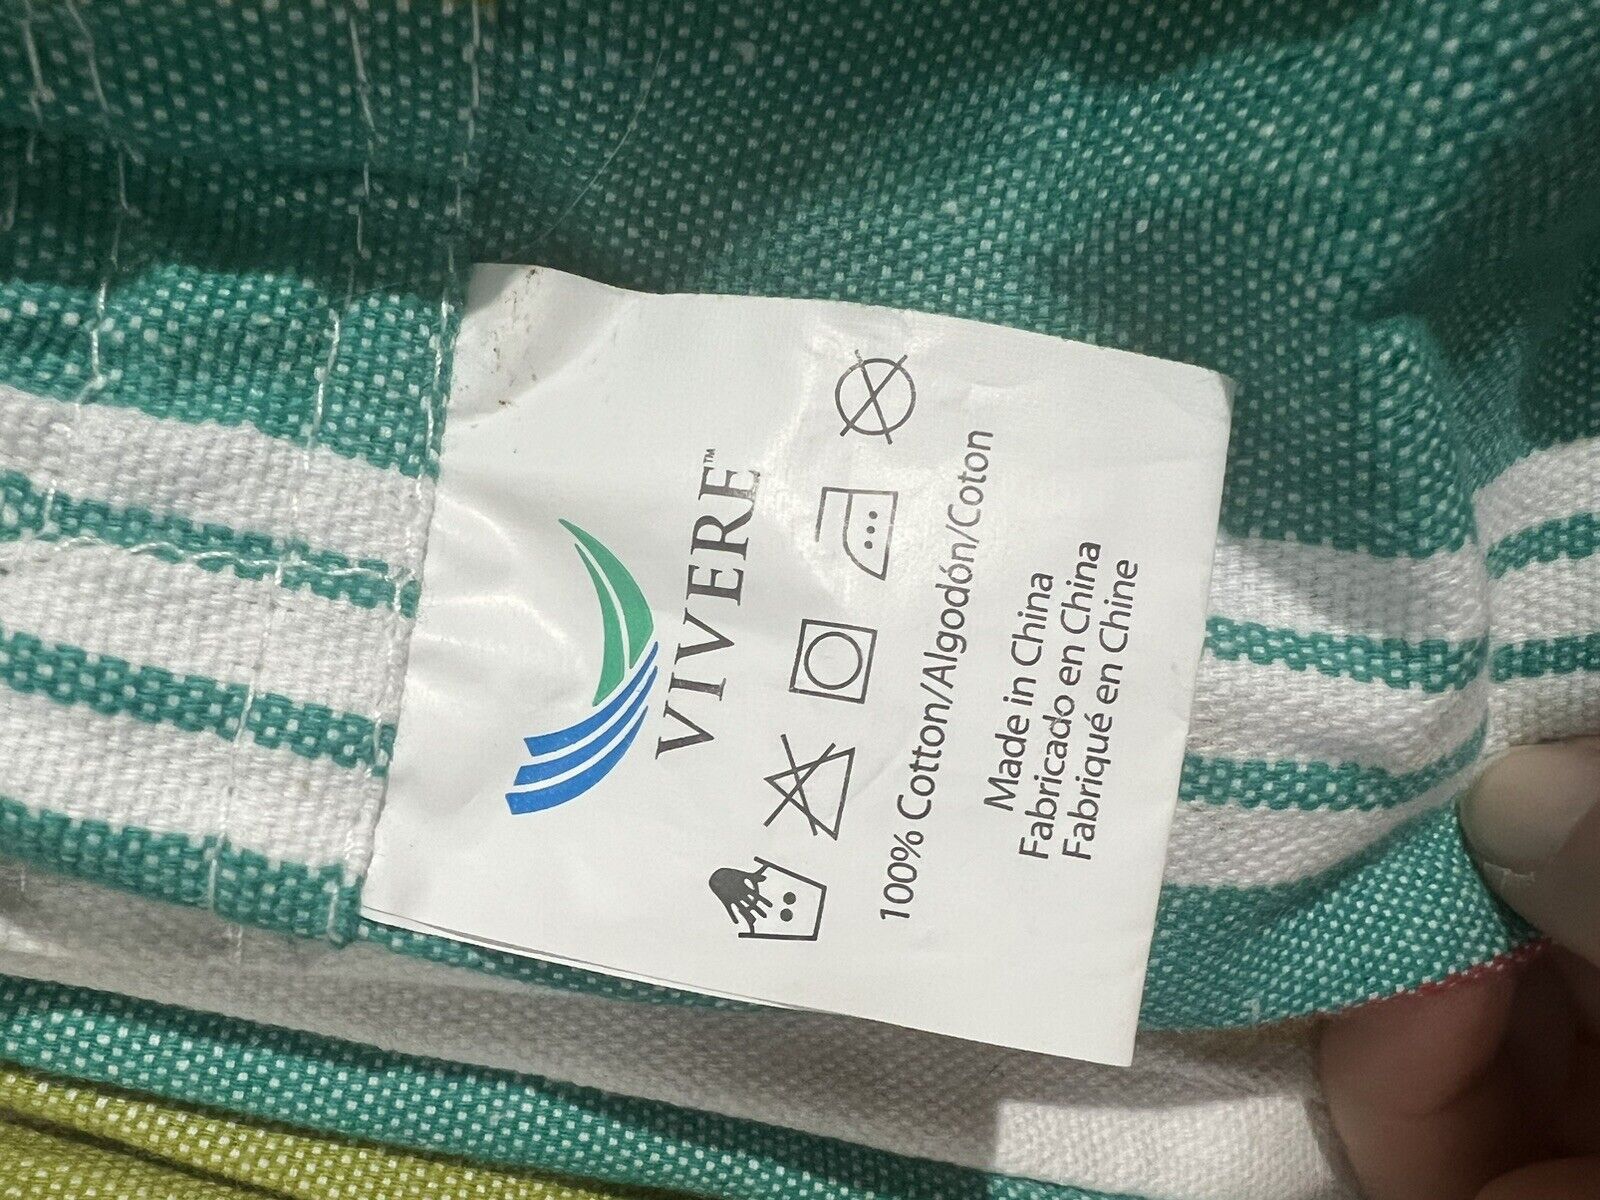 VIVERE™
100% Cotton/Algodón/Coton
Made in China
Fabricado en China
Fabriqué en Chine